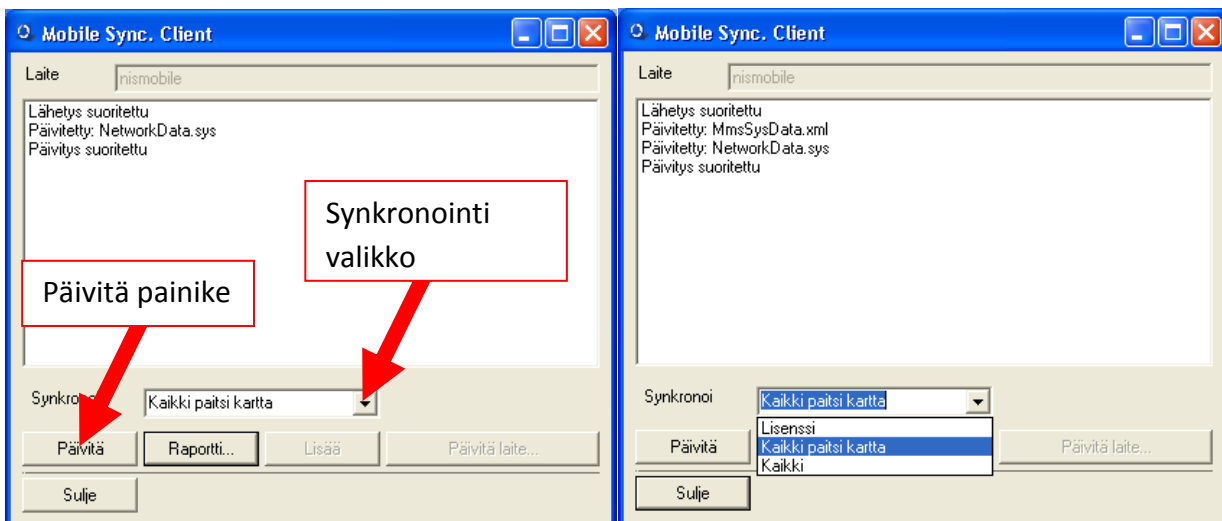 Mobile Sync. Client
Laite nismobile
Lähetys suoritettu
Päivitetty: NetworkData.sys
Päivitys suoritettu
Synkronointi
valikko
Päivitä painike
Synkrono
Kaikki paitsi kartta
Päivitä Raportti... Lisää Päivitä laite...
Sulje
Mobile Sync. Client
Laite nismobile
Lähetys suoritettu
Päivitetty: MmsSysData.xml
Päivitetty: NetworkData.sys
Päivitys suoritettu
Synkronoi Kaikki paitsi kartta
Lisenssi
Päivitä Kaikki paitsi kartta Päivitä laite...
Kaikki
Sulje